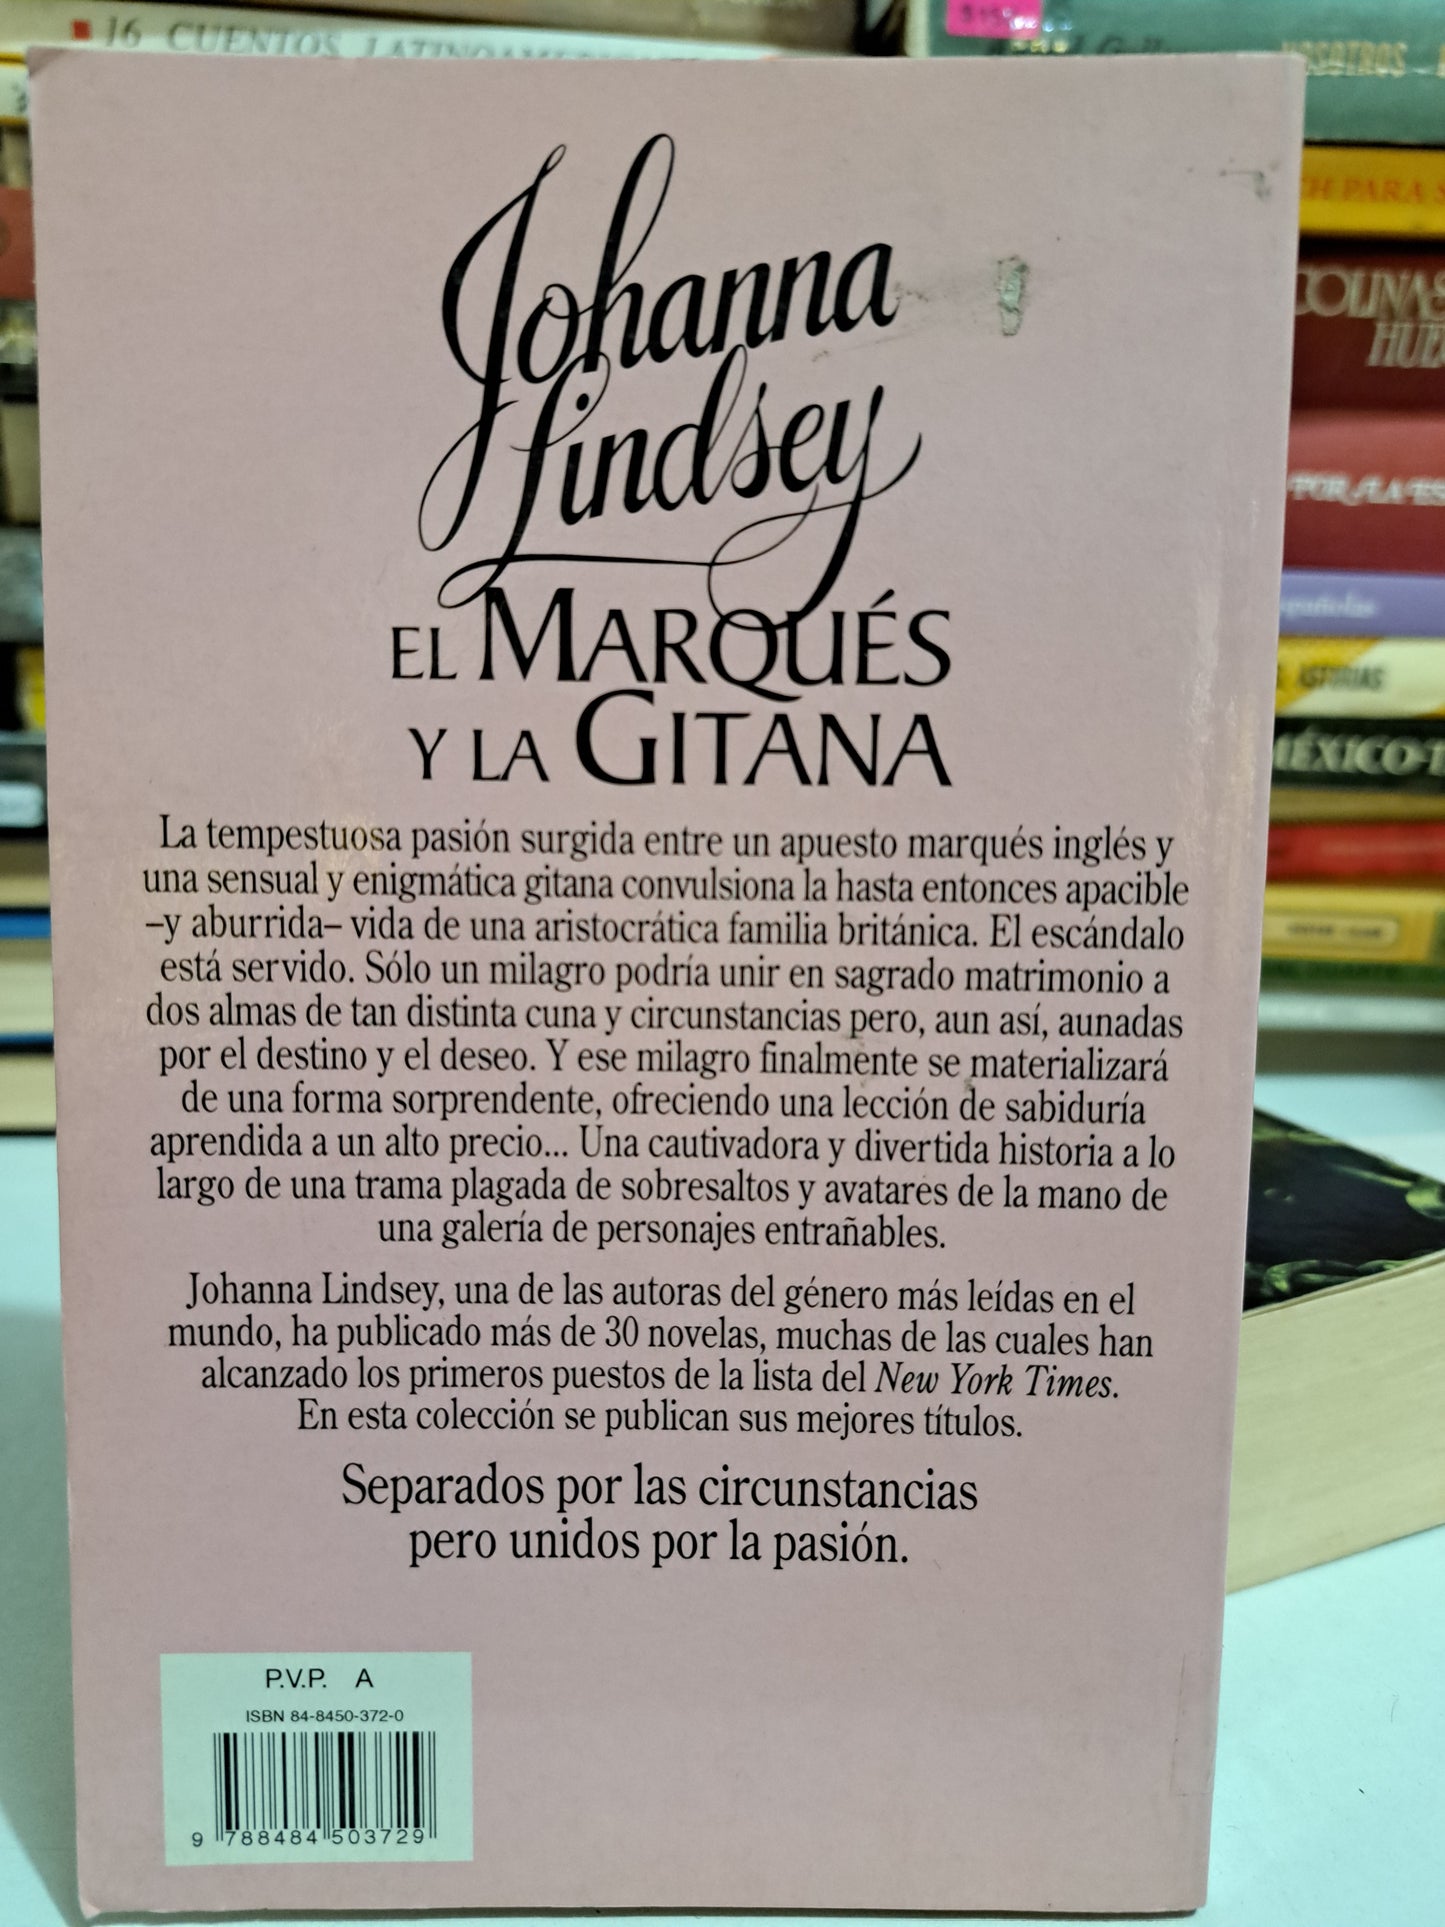 16 CUENTOS LATINOAMERICANOS
NOSOTROS
Johanna
Lindsey
EL MARQUÉS
Y LA GITANA
La tempestuosa pasión surgida entre un apuesto marqués inglés y
una sensual y enigmática gitana convulsiona la hasta entonces apacible
–y aburrida– vida de una aristocrática familia británica. El escándalo
está servido. Sólo un milagro podría unir en sagrado matrimonio a
dos almas de tan distinta cuna y circunstancias pero, aun así, aunadas
por el destino y el deseo. Y ese milagro finalmente se materializará
de una forma sorprendente, ofreciendo una lección de sabiduría
aprendida a un alto precio... Una cautivadora y divertida historia a lo
largo de una trama plagada de sobresaltos y avatares de la mano de
una galería de personajes entrañables.
Johanna Lindsey, una de las autoras del género más leídas en el
mundo, ha publicado más de 30 novelas, muchas de las cuales han
alcanzado los primeros puestos de la lista del New York Times.
En esta colección se publican sus mejores títulos.
Separados por las circunstancias
pero unidos por la pasión.
P.V.P. A
ISBN 84-8450-372-0
9 788484 503729
PARA
COLINAS
ASTURIAS
MÉXICO